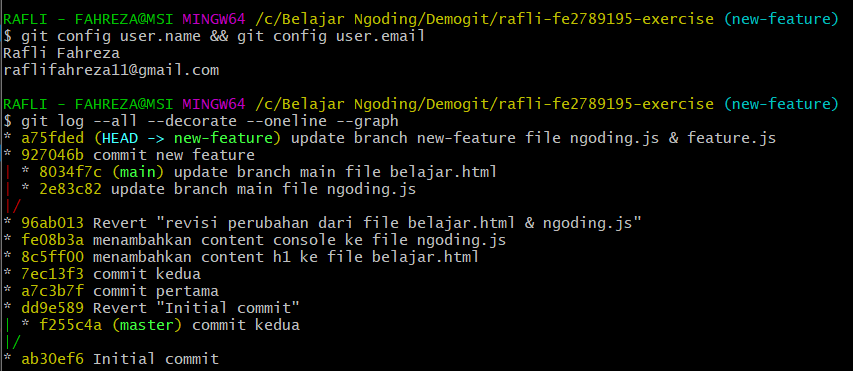 RAFLI - FAHREZA@MSI MINGW64 /c/Belajar Ngoding/Demogit/rafli-fe2789195-exercise (new-feature)
$ git config user.name && git config user.email
Rafli Fahreza
raflifahreza11@gmail.com

RAFLI - FAHREZA@MSI MINGW64 /c/Belajar Ngoding/Demogit/rafli-fe2789195-exercise (new-feature)
$ git log --all --decorate --oneline --graph
* a75fded (HEAD -> new-feature) update branch new-feature file ngoding.js & feature.js
* 927046b commit new feature
| * 8034f7c (main) update branch main file belajar.html
| * 2e83c82 update branch main file ngoding.js
|/
* 96ab013 Revert "revisi perubahan dari file belajar.html & ngoding.js"
* fe08b3a menambahkan content console ke file ngoding.js
* 8c5ff00 menambahkan content h1 ke file belajar.html
* 7ec13f3 commit kedua
* a7c3b7f commit pertama
* dd9e589 Revert "Initial commit"
| * f255c4a (master) commit kedua
|/
* ab30ef6 Initial commit